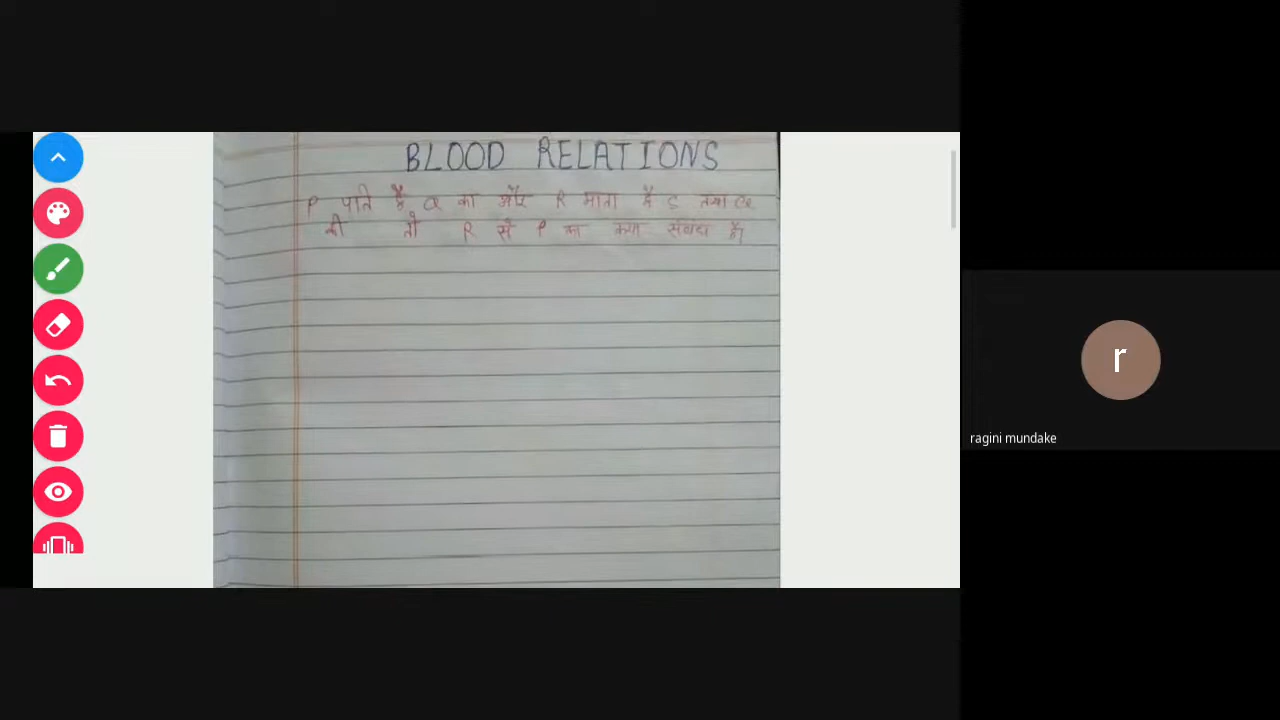 BLOOD RELATIONS
P पति है Q का और R माता है S तथा Q
की तो R से P का क्या संबंध है।
r
ragini mundake